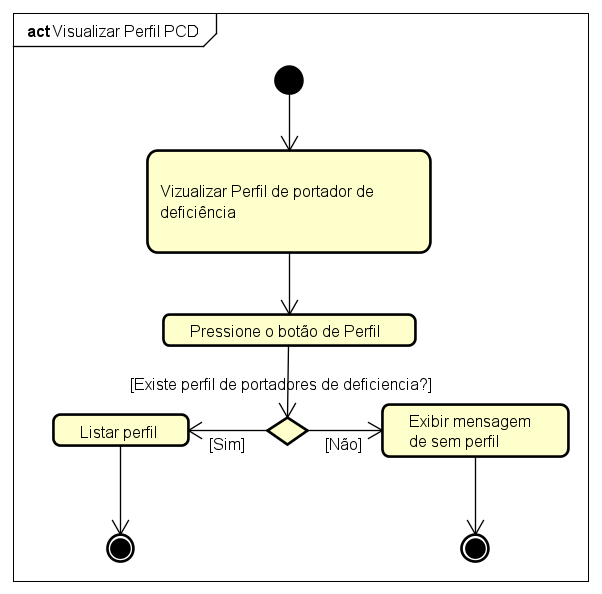 act Visualizar Perfil PCD
Vizualizar Perfil de portador de
deficiência
Pressione o botão de Perfil
[Existe perfil de portadores de deficiencia?]
Listar perfil
[Sim]
[Não]
Exibir mensagem
de sem perfil